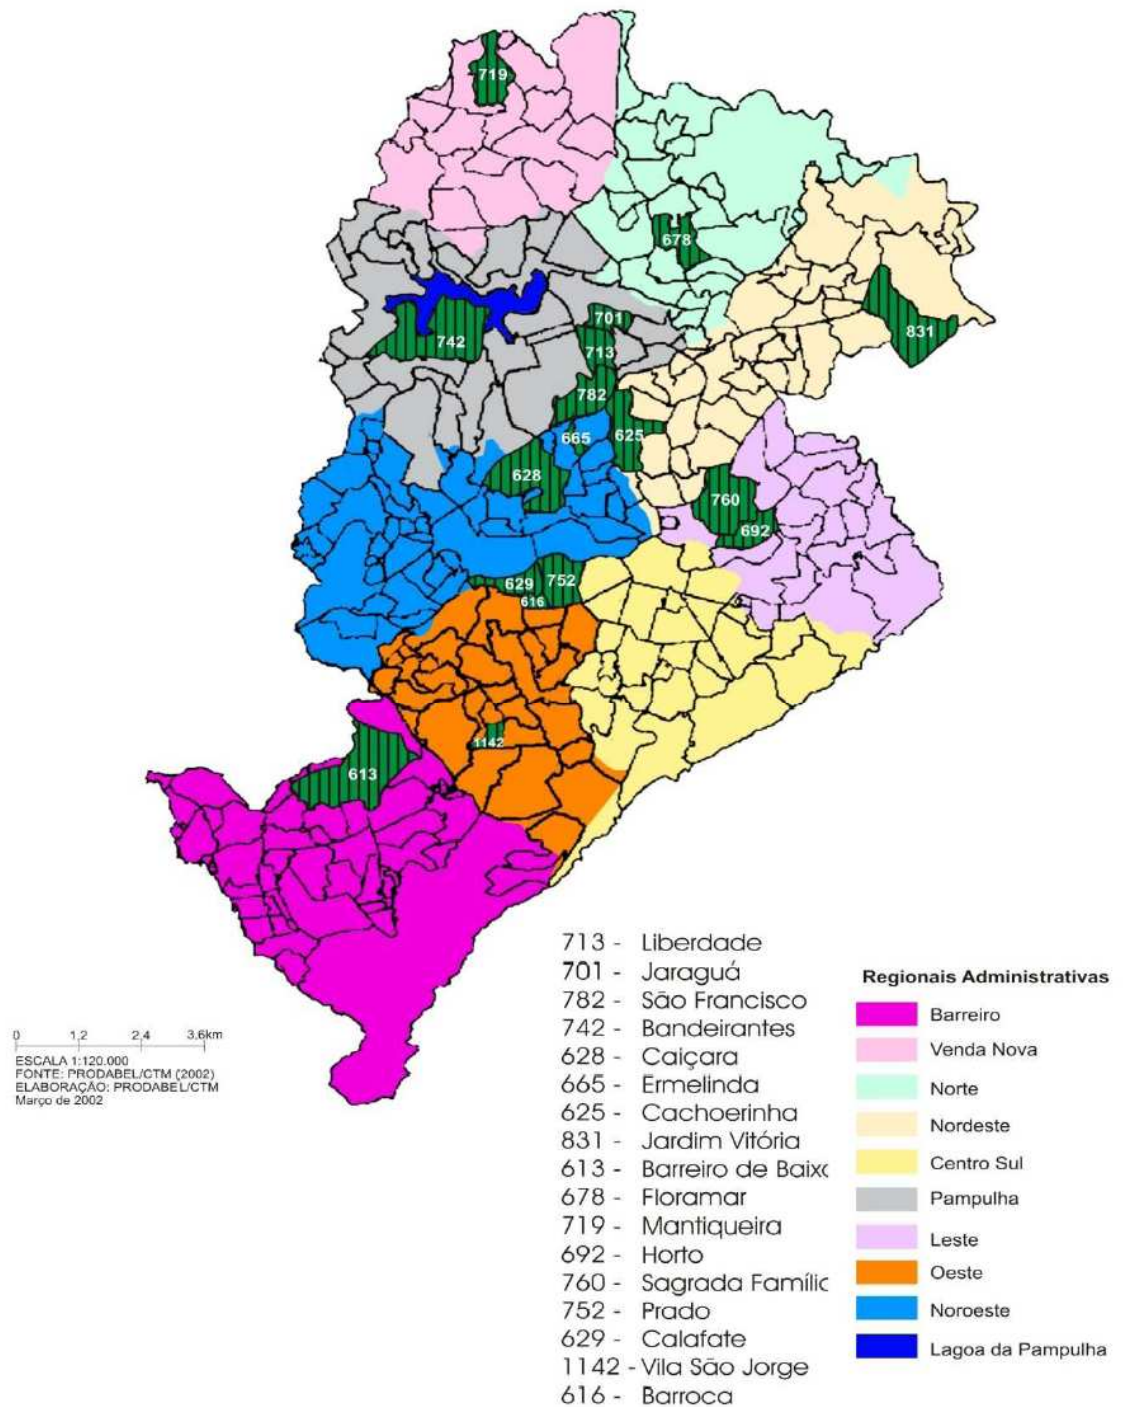 719
678
831
742
701
713
782
665
625
628
760
692
629
752
616
1142
613
713 - Liberdade
701 - Jaraguá
782 - São Francisco
742 - Bandeirantes
628 - Caiçara
665 - Ermelinda
625 - Cachoerinha
831 - Jardim Vitória
613 - Barreiro de Baixo
678 - Floramar
719 - Mantiqueira
692 - Horto
760 - Sagrada Família
752 - Prado
629 - Calafate
1142 - Vila São Jorge
616 - Barroca
Regionais Administrativas
Barreiro
Venda Nova
Norte
Nordeste
Centro Sul
Pampulha
Leste
Oeste
Noroeste
Lagoa da Pampulha
0 1,2 2,4 3,6km
ESCALA 1:120.000
FONTE: PRODABEL/CTM (2002)
ELABORAÇÃO: PRODABEL/CTM
Março de 2002